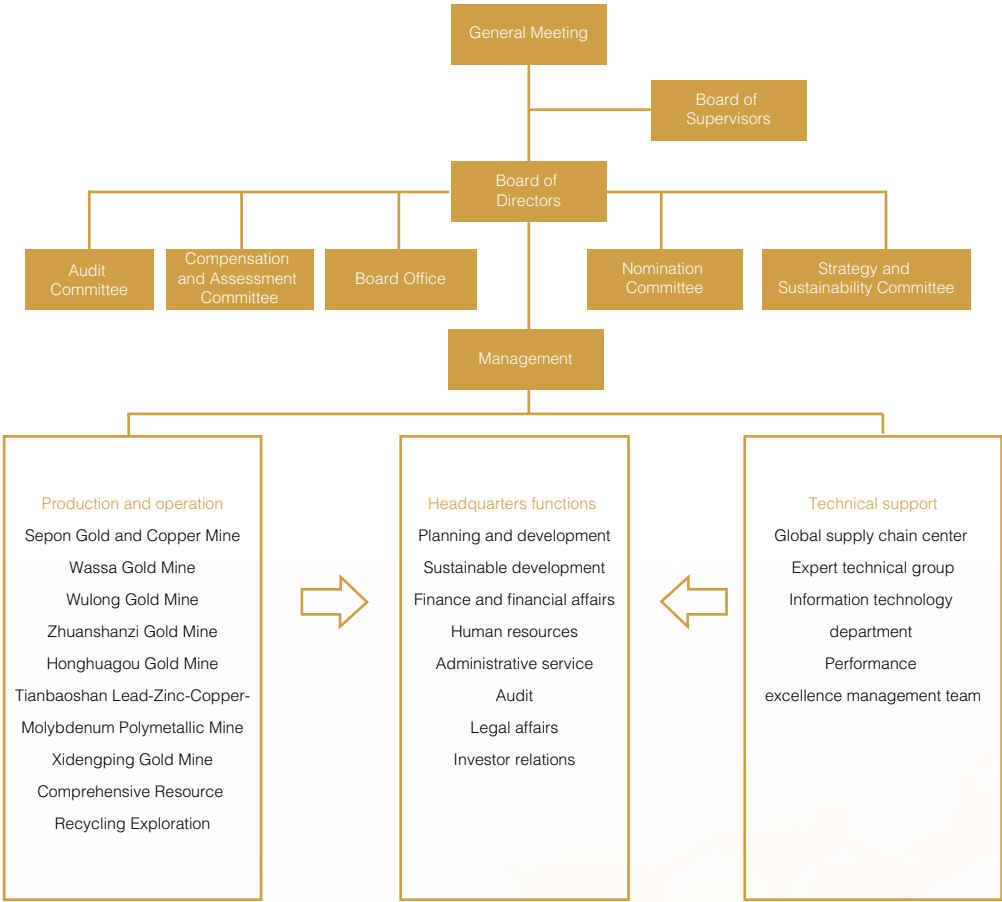 General Meeting
Board of
Supervisors
Board of
Directors
Audit
Committee
Compensation
and Assessment
Committee
Board Office
Nomination
Committee
Strategy and
Sustainability Committee
Management
Production and operation
Sepon Gold and Copper Mine
Wassa Gold Mine
Wulong Gold Mine
Zhuanshanzi Gold Mine
Honghuagou Gold Mine
Tianbaoshan Lead-Zinc-Copper-
Molybdenum Polymetallic Mine
Xidengping Gold Mine
Comprehensive Resource
Recycling Exploration
Headquarters functions
Planning and development
Sustainable development
Finance and financial affairs
Human resources
Administrative service
Audit
Legal affairs
Investor relations
Technical support
Global supply chain center
Expert technical group
Information technology
department
Performance
excellence management team